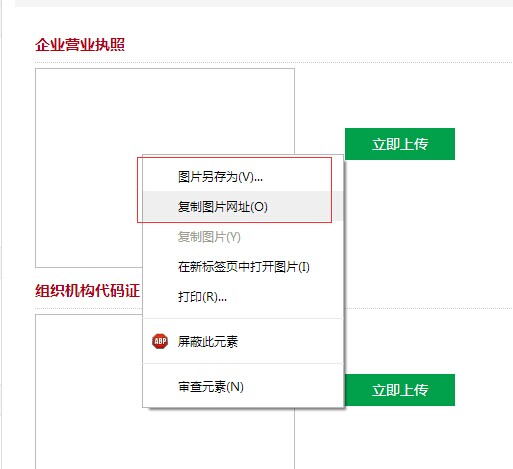 企业营业执照
立即上传
图片另存为(V)...
复制图片网址(O)
复制图片(Y)
在新标签页中打开图片(I)
组织机构代码证
打印(R)...
ABP 屏蔽此元素
审查元素(N)
立即上传